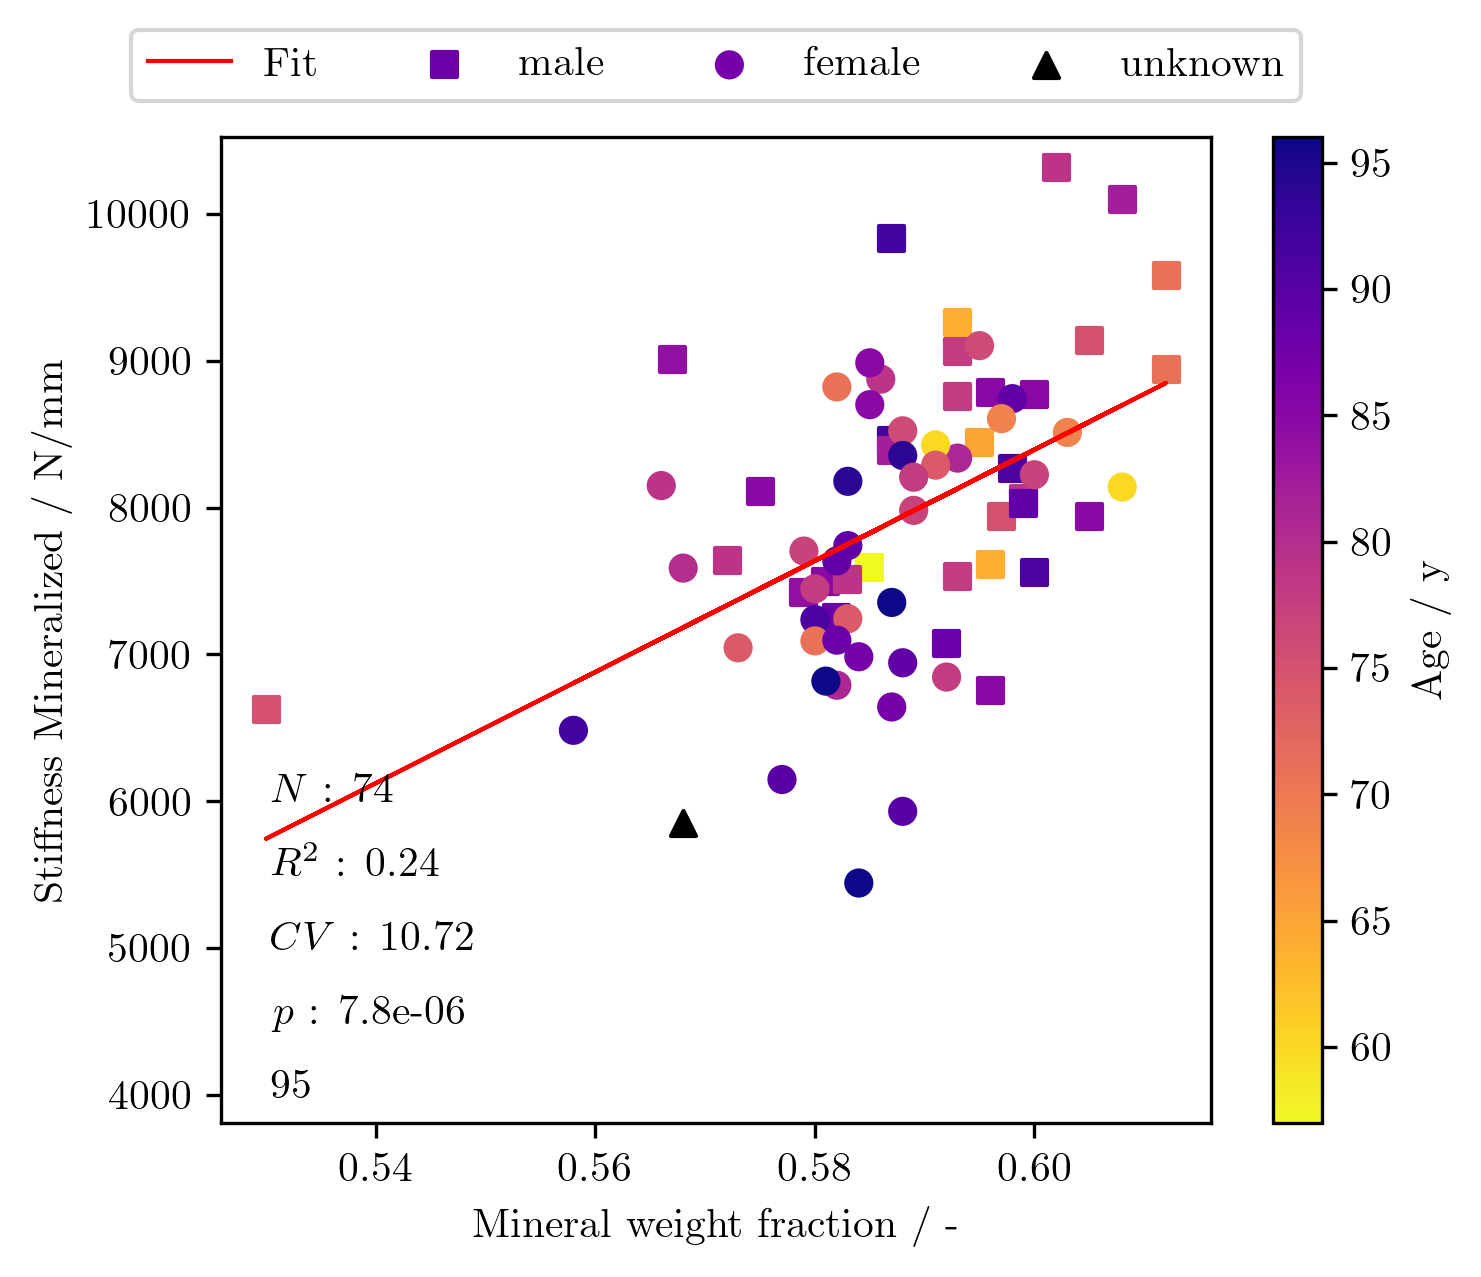 Fit male female unknown
10000
9000
8000
7000
6000
5000
4000
Stiffness Mineralized / N/mm
N : 74
R² : 0.24
CV : 10.72
p : 7.8e-06
95
0.54 0.56 0.58 0.60
Mineral weight fraction / -
95
90
85
80
75
70
65
60
Age / y